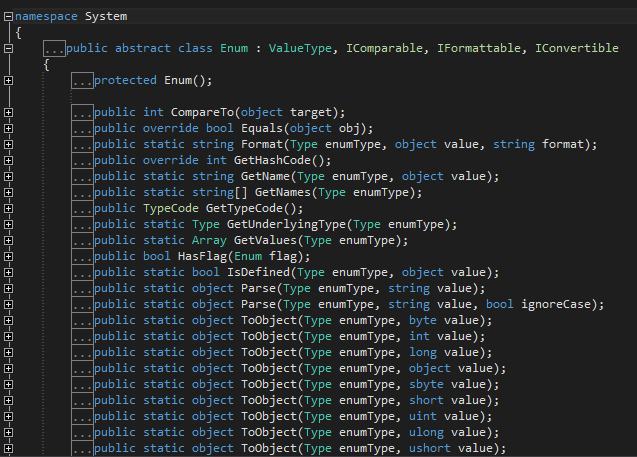 namespace System
{
...public abstract class Enum : ValueType, IComparable, IFormattable, IConvertible
{
...protected Enum();
...public int CompareTo(object target);
...public override bool Equals(object obj);
...public static string Format(Type enumType, object value, string format);
...public override int GetHashCode();
...public static string GetName(Type enumType, object value);
...public static string[] GetNames(Type enumType);
...public TypeCode GetTypeCode();
...public static Type GetUnderlyingType(Type enumType);
...public static Array GetValues(Type enumType);
...public bool HasFlag(Enum flag);
...public static bool IsDefined(Type enumType, object value);
...public static object Parse(Type enumType, string value);
...public static object Parse(Type enumType, string value, bool ignoreCase);
...public static object ToObject(Type enumType, byte value);
...public static object ToObject(Type enumType, int value);
...public static object ToObject(Type enumType, long value);
...public static object ToObject(Type enumType, object value);
...public static object ToObject(Type enumType, sbyte value);
...public static object ToObject(Type enumType, short value);
...public static object ToObject(Type enumType, uint value);
...public static object ToObject(Type enumType, ulong value);
...public static object ToObject(Type enumType, ushort value);